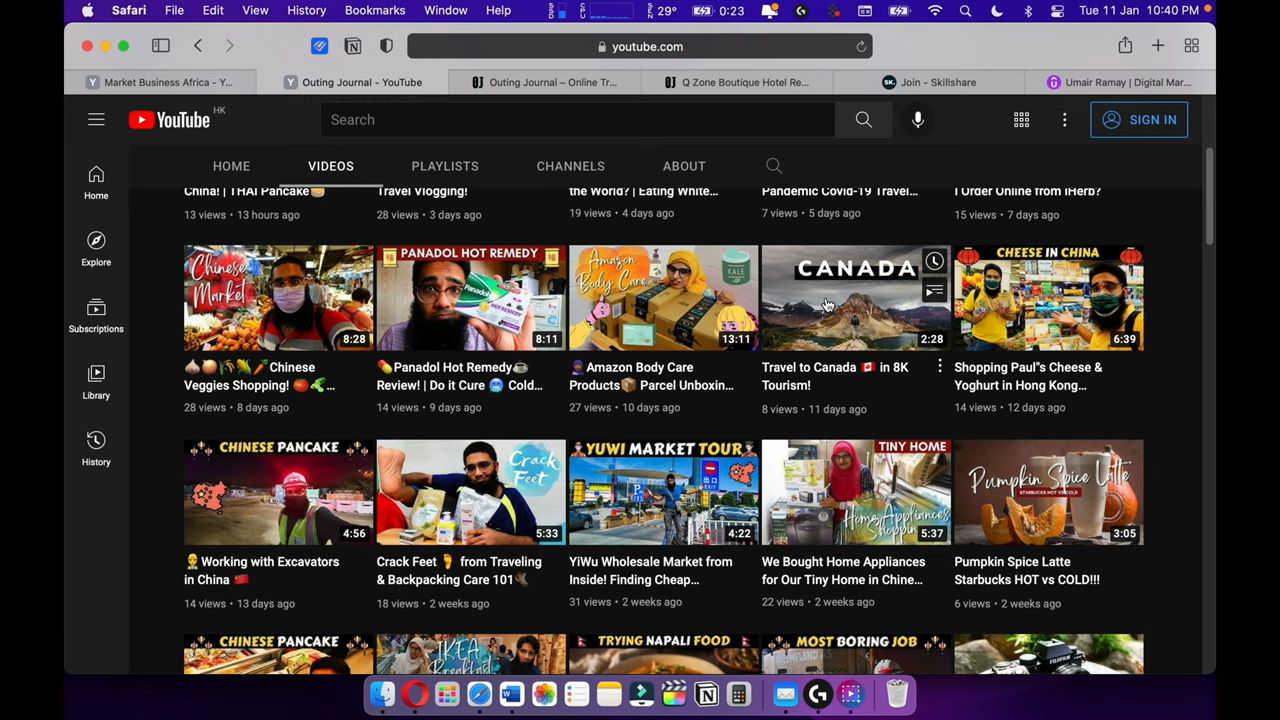 Safari File Edit View History Bookmarks Window Help 29° 0:23 Tue 11 Jan 10:40 PM
youtube.com
Market Business Africa - Y... Outing Journal - YouTube Outing Journal – Online Tr... Q Zone Boutique Hotel Re... Join - Skillshare Umair Ramay | Digital Mar...
YouTube HK Search SIGN IN
HOME VIDEOS PLAYLISTS CHANNELS ABOUT
Home
Explore
Subscriptions
Library
History
China! | THAI Pancake🥞 Travel Vlogging! the World? | Eating White... Pandemic Covid-19 Travel... I Order Online from iHerb?
13 views • 13 hours ago 28 views • 3 days ago 19 views • 4 days ago 7 views • 5 days ago 15 views • 7 days ago
Chinese Market 8:28
PANADOL HOT REMEDY Panadol HOT REMEDY 8:11
Amazon Body Care KALE 13:11
CANADA 2:28
CHEESE IN CHINA 6:39
🧄🧅🌽🌾🌶🥕Chinese Veggies Shopping! 🍅🥦...
28 views • 8 days ago
💊Panadol Hot Remedy☕ Review! | Do it Cure 🥶 Cold...
14 views • 9 days ago
Amazon Body Care Products📦 Parcel Unboxin...
27 views • 10 days ago
Travel to Canada 🇨🇦 in 8K Tourism!
8 views • 11 days ago
Shopping Paul"s Cheese & Yoghurt in Hong Kong...
14 views • 12 days ago
CHINESE PANCAKE 4:56
Crack Feet 5:33
YUWI MARKET TOUR 4:22
TINY HOME Home Appliances Shoppin 5:37
Pumpkin Spice Latte STARBUCKS HOT vs COLD 3:05
👷Working with Excavators in China 🇨🇳
14 views • 13 days ago
Crack Feet 🦶 from Traveling & Backpacking Care 101🥾...
18 views • 2 weeks ago
YiWu Wholesale Market from Inside! Finding Cheap...
31 views • 2 weeks ago
We Bought Home Appliances for Our Tiny Home in Chine...
22 views • 2 weeks ago
Pumpkin Spice Latte Starbucks HOT vs COLD!!!
6 views • 2 weeks ago
CHINESE PANCAKE IKEA Breakfast TRYING NAPALI FOOD MOST BORING JOB FUJIFILM